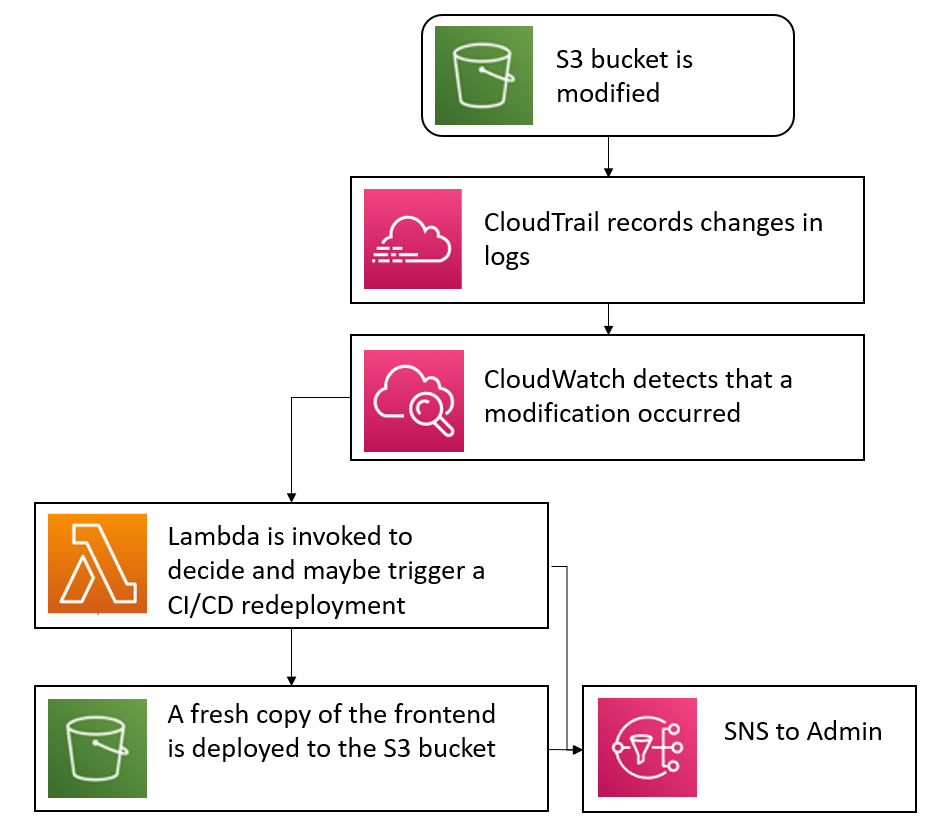 S3 bucket is
modified
CloudTrail records changes in
logs
CloudWatch detects that a
modification occurred
Lambda is invoked to
decide and maybe trigger a
CI/CD redeployment
A fresh copy of the frontend
is deployed to the S3 bucket
SNS to Admin